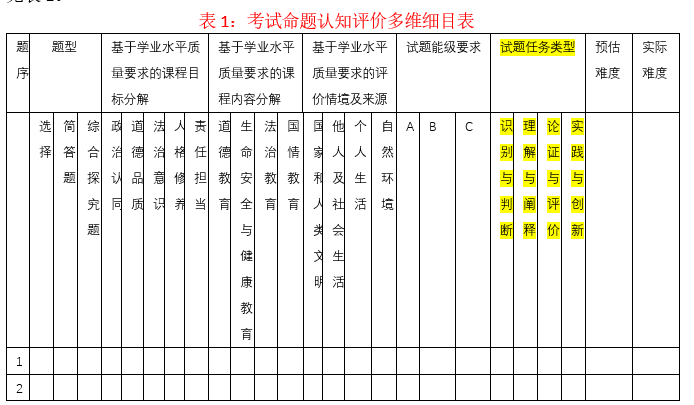 表 1：考试命题认知评价多维细目表
题序 题型 基于学业水平质量要求的课程目标分解 基于学业水平质量要求的课程内容分解 基于学业水平质量要求的评价情境及来源 试题能级要求 试题任务类型 预估难度 实际难度
选择 简答题 综合探究题 政治认同 道德品质 法治意识 人格修养 责任担当 道德教育 生命安全与健康教育 法治教育 国情教育 国家和人类文明 他人及社会生活 个人生活 自然环境 A B C 识别与判断 理解与阐释 论证与评价 实践与创新
1
2